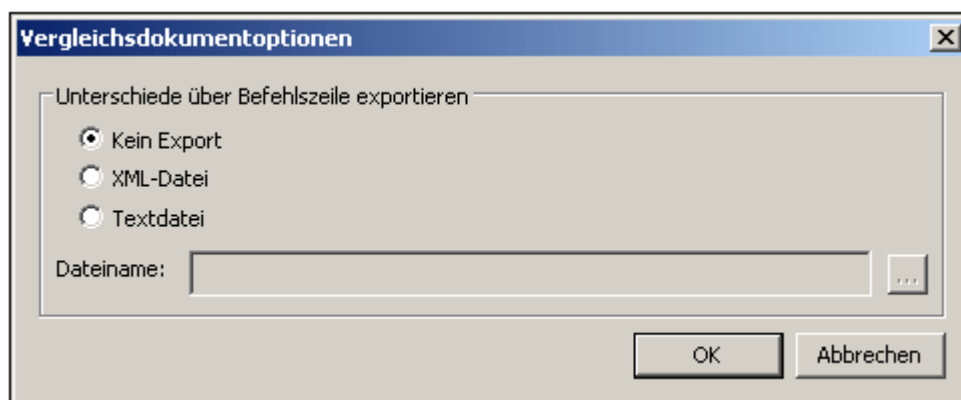 Vergleichsdokumentoptionen
Unterschiede über Befehlszeile exportieren
Kein Export
XML-Datei
Textdatei
Dateiname: ...
OK Abbrechen